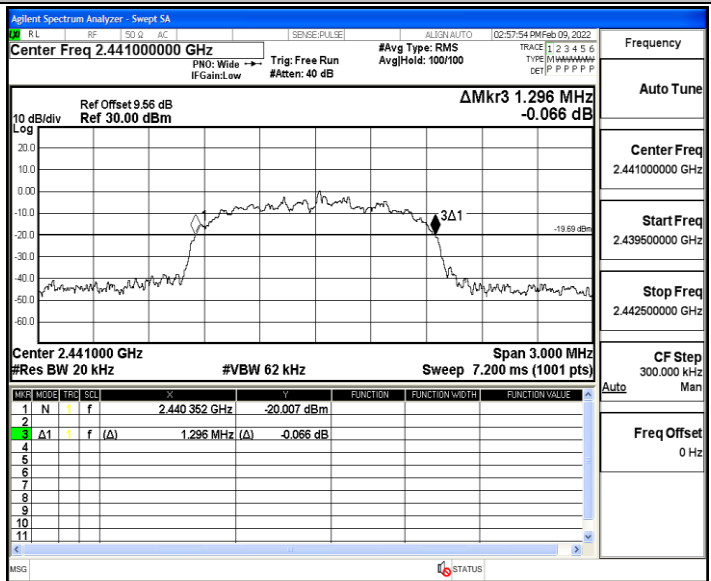 Agilent Spectrum Analyzer - Swept SA
LXI RL RF 50 Ω AC SENSE:PULSE ALIGN AUTO 02:57:54 PM Feb 09, 2022
Center Freq 2.441000000 GHz
PNO: Wide
IFGain:Low
Trig: Free Run
#Atten: 40 dB
#Avg Type: RMS
Avg|Hold: 100/100
TRACE 1 2 3 4 5 6
TYPE M W W W W W
DET P P P P P P
Ref Offset 9.56 dB
10 dB/div Ref 30.00 dBm
Log
ΔMkr3 1.296 MHz
-0.066 dB
20.0
10.0
0.00
-10.0
-20.0
-30.0
-40.0
-50.0
-60.0
1
3Δ1
-19.69 dBm
Center 2.441000 GHz
Span 3.000 MHz
#Res BW 20 kHz
#VBW 62 kHz
Sweep 7.200 ms (1001 pts)
MKR MODE TRC SCL X Y FUNCTION FUNCTION WIDTH FUNCTION VALUE
1 N 1 f 2.440 352 GHz -20.007 dBm
2
3 Δ1 1 f (Δ) 1.296 MHz (Δ) -0.066 dB
4
5
6
7
8
9
10
11
MSG
STATUS
Frequency
Auto Tune
Center Freq
2.441000000 GHz
Start Freq
2.439500000 GHz
Stop Freq
2.442500000 GHz
CF Step
300.000 kHz
Auto Man
Freq Offset
0 Hz